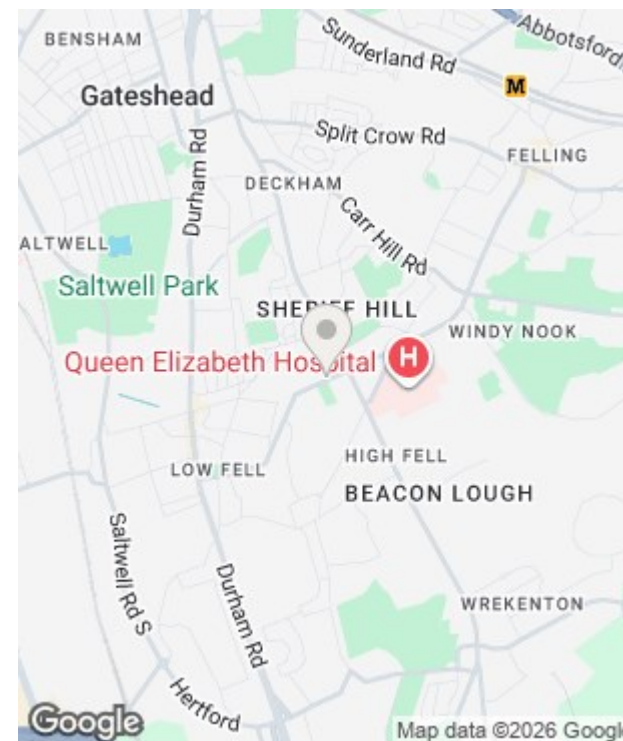 BENSHAM
Sunderland Rd
Abbotsford
Gateshead
M
Durham Rd
Split Crow Rd
FELLING
DECKHAM
Carr Hill Rd
ALTWELL
Saltwell Park
SHERIFF HILL
WINDY NOOK
Queen Elizabeth Hospital
H
LOW FELL
HIGH FELL
BEACON LOUGH
Saltwell Rd S
Durham Rd
WREKENTON
Hertford
Google
Map data ©2026 Google